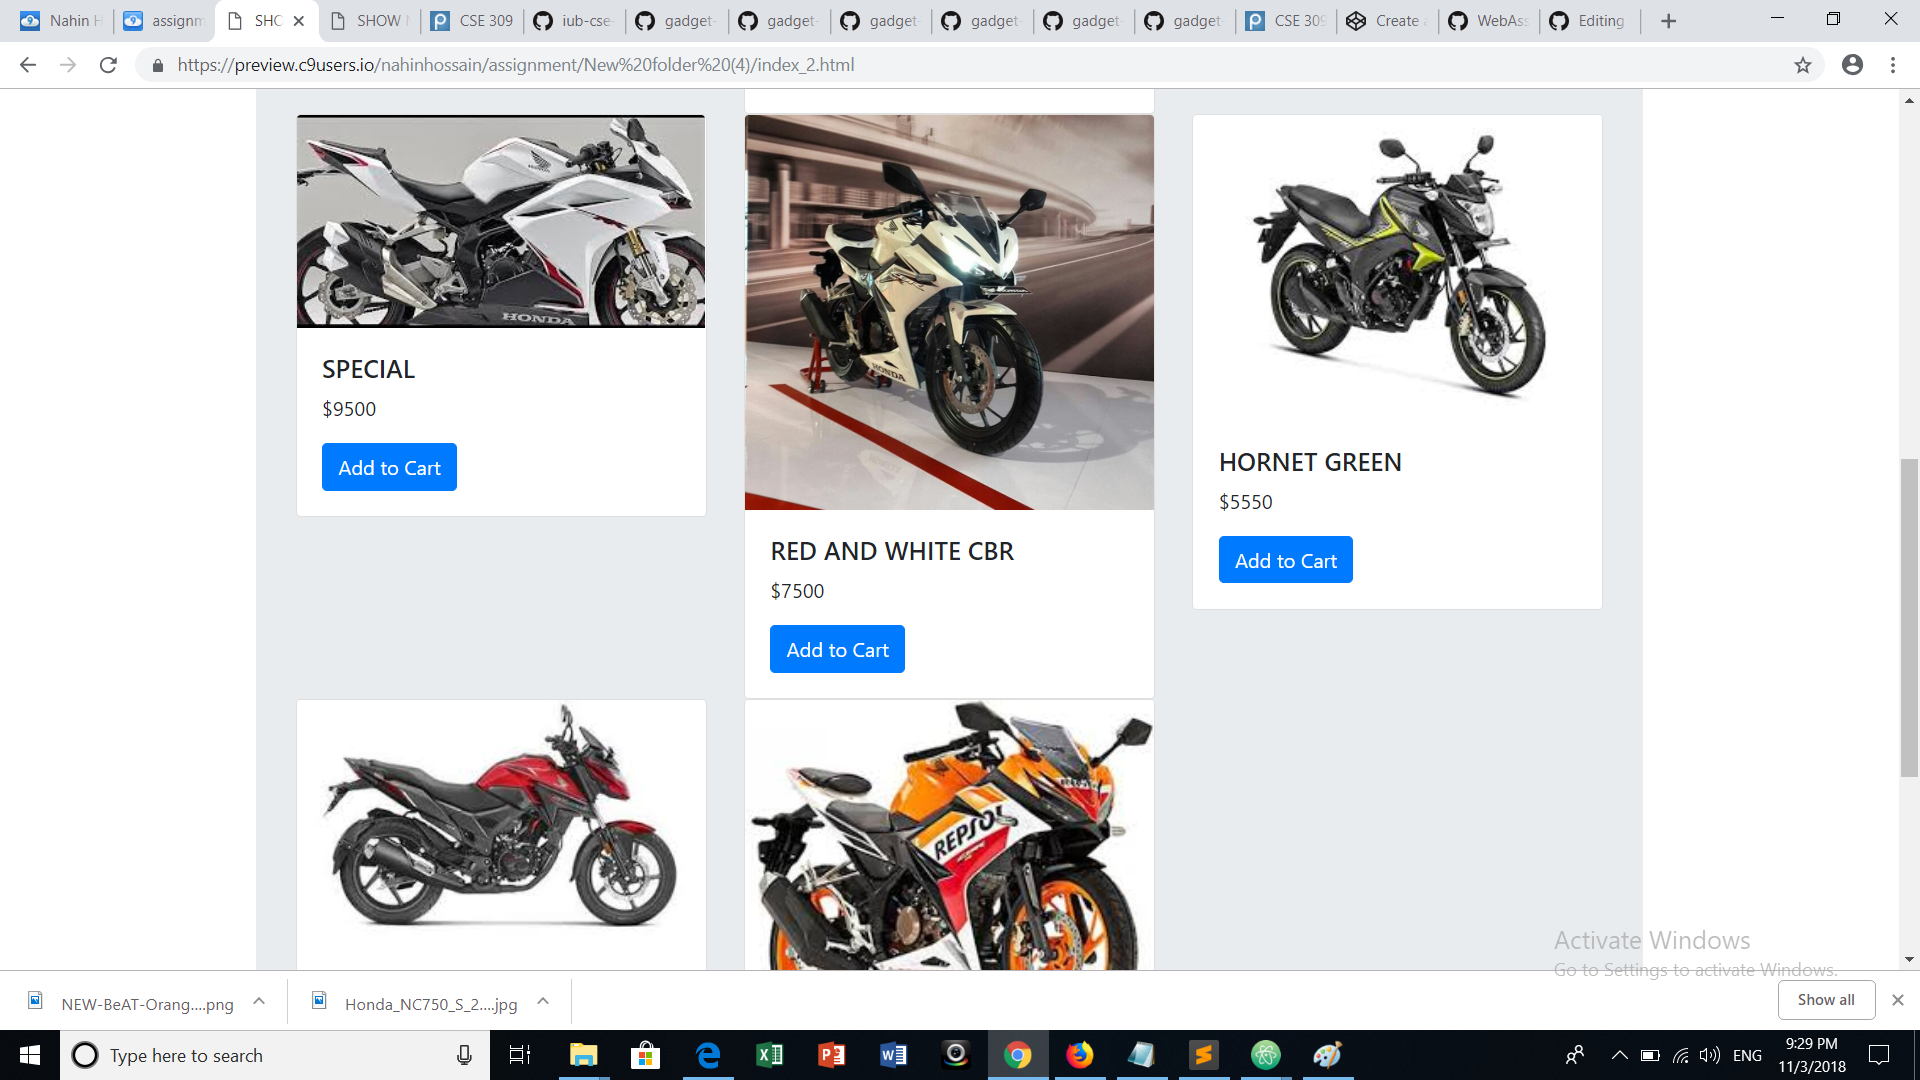 Nahin H
assignm
SHO
SHOW
CSE 309
iub-cse
gadget-
gadget-
gadget-
gadget-
gadget-
gadget-
CSE 309
Create a
WebAss
Editing
https://preview.c9users.io/nahinhossain/assignment/New%20folder%20(4)/index_2.html
HONDA
SPECIAL
$9500
Add to Cart
HONDA
RED AND WHITE CBR
$7500
Add to Cart
HORNET GREEN
$5550
Add to Cart
REPSOL
Activate Windows
Go to Settings to activate Windows.
NEW-BeAT-Orang....png
Honda_NC750_S_2....jpg
Show all
Type here to search
ENG
9:29 PM
11/3/2018